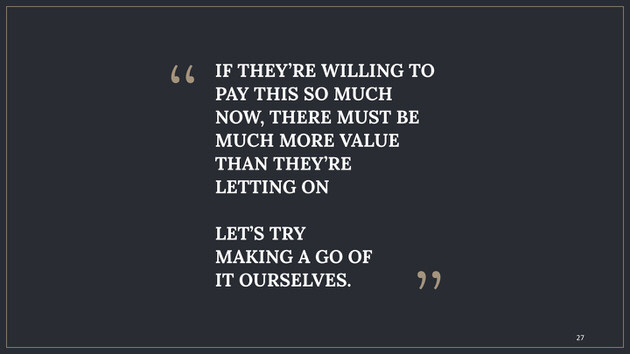 “ IF THEY’RE WILLING TO
PAY THIS SO MUCH
NOW, THERE MUST BE
MUCH MORE VALUE
THAN THEY’RE
LETTING ON
LET’S TRY
MAKING A GO OF
IT OURSELVES. ”
27